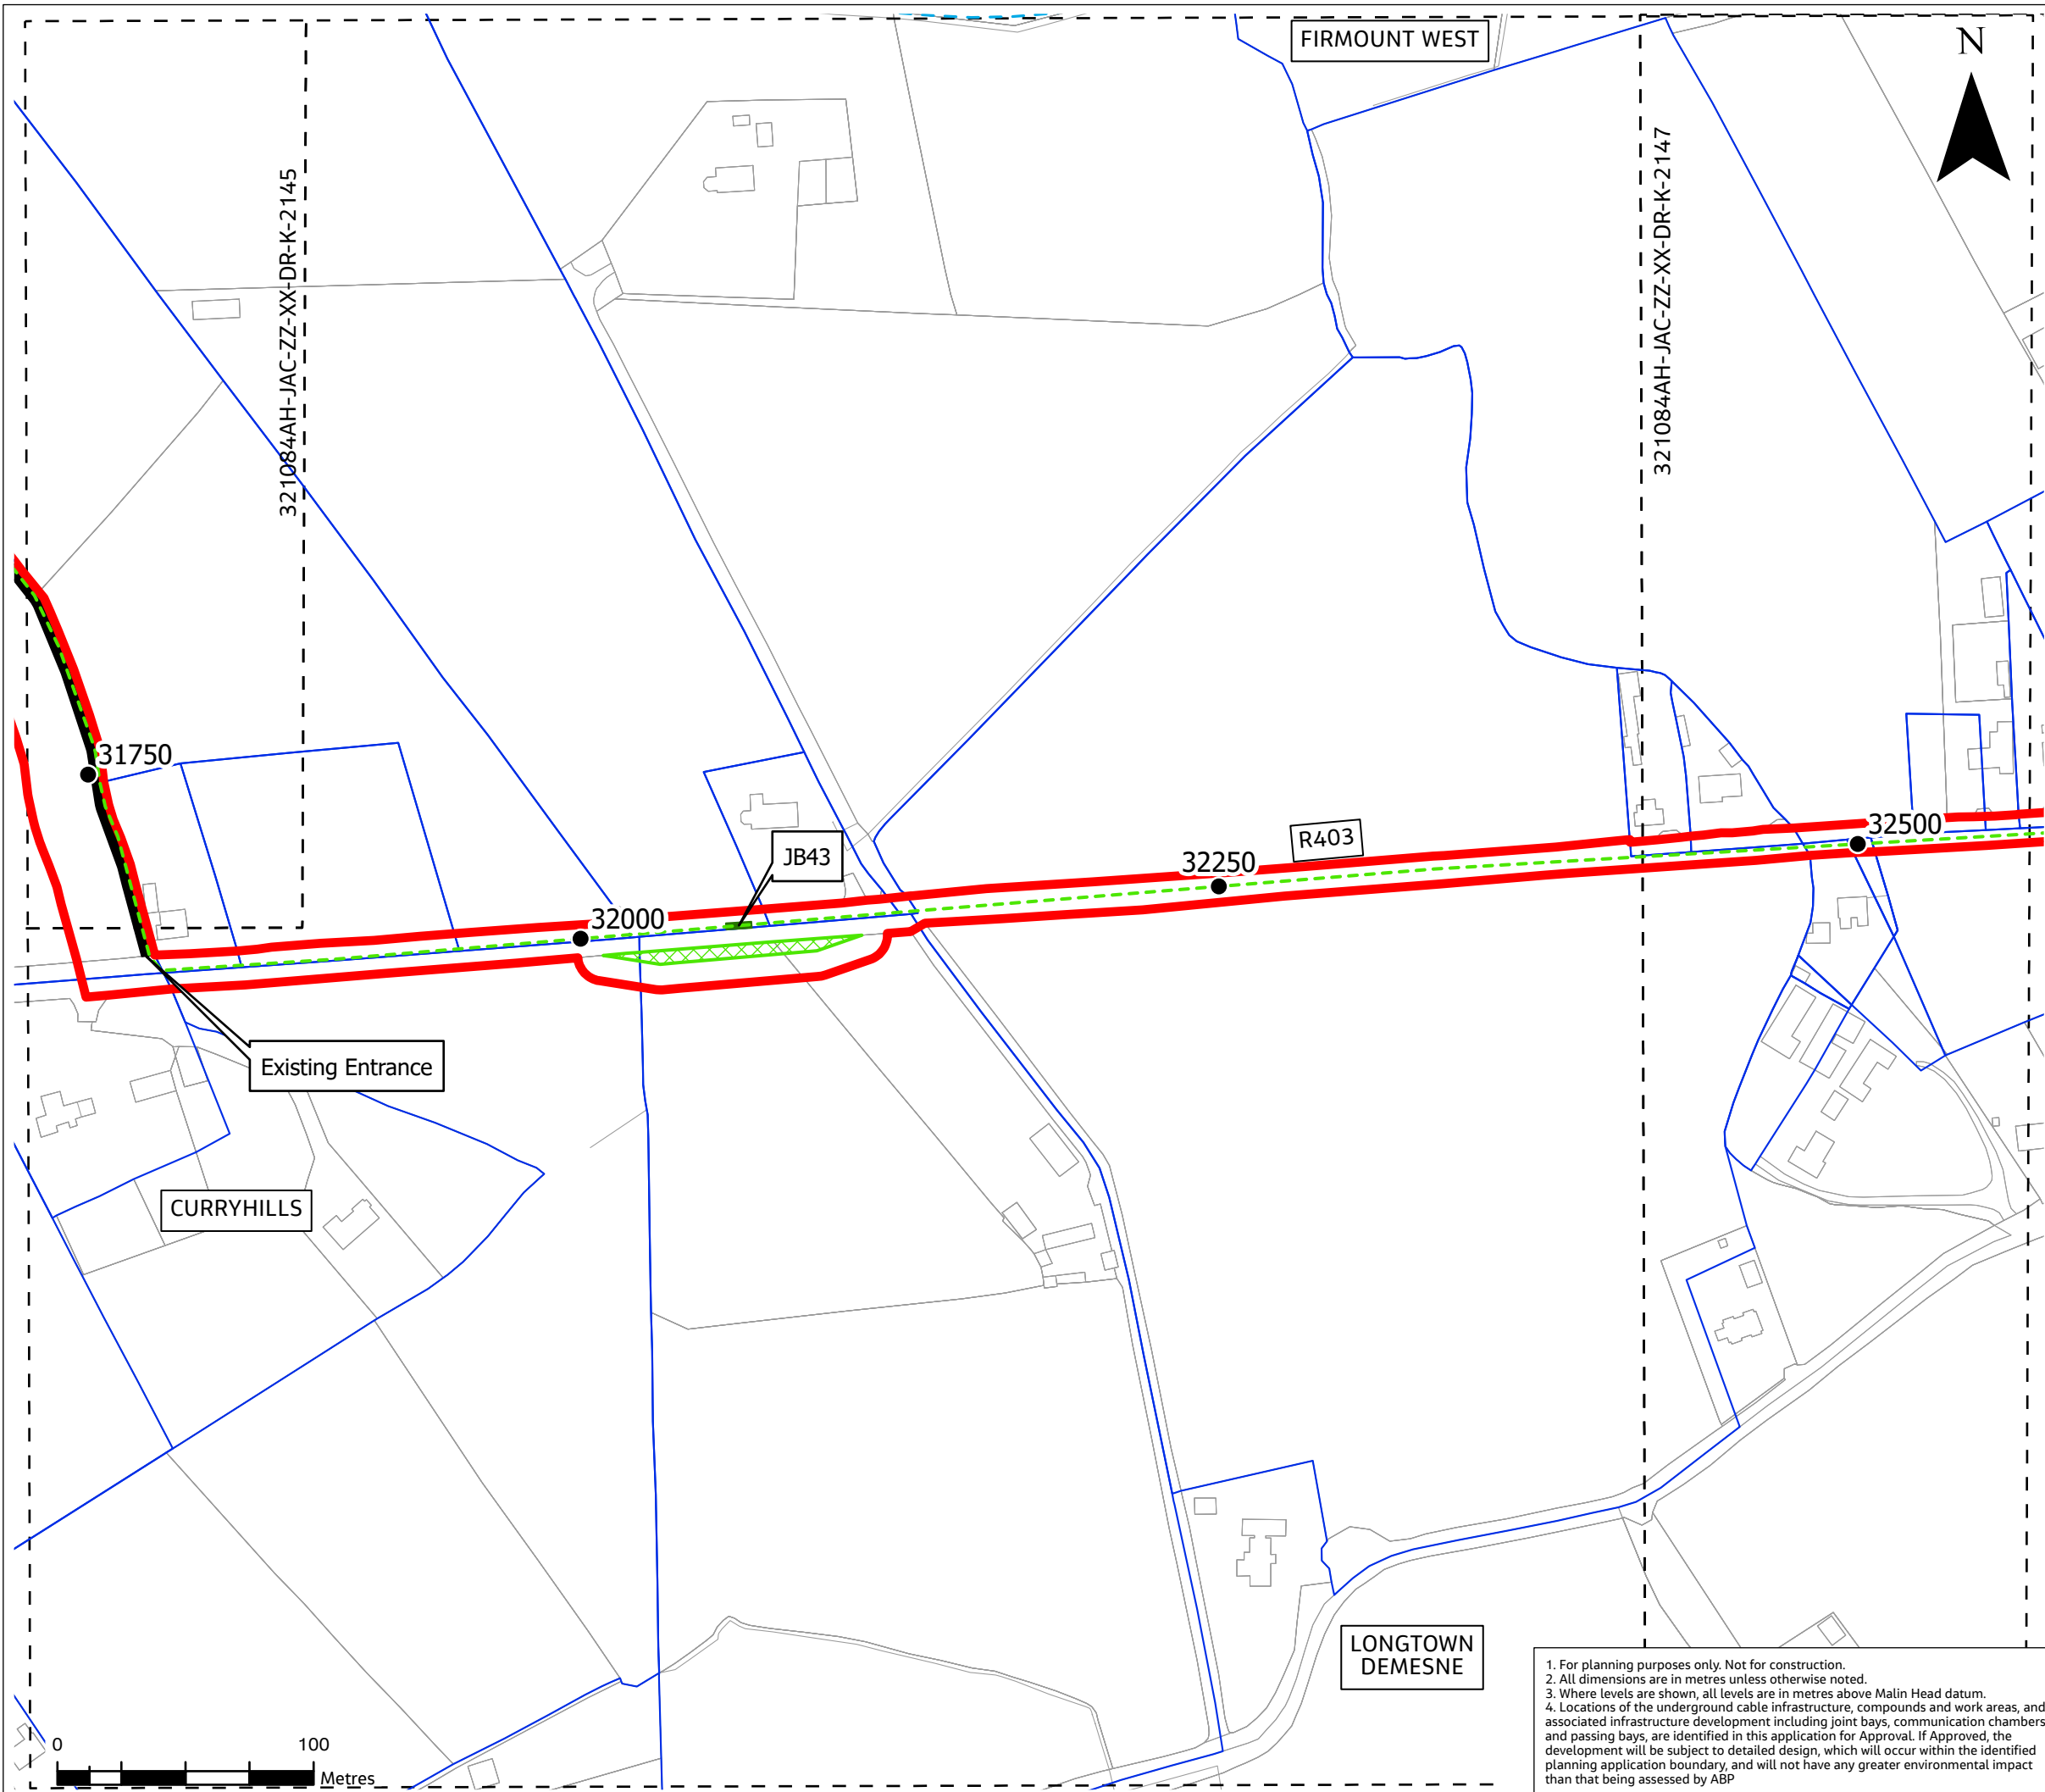 FIRMOUNT WEST
N
321084AH-JAC-ZZ-XX-DR-K-2145
321084AH-JAC-ZZ-XX-DR-K-2147
31750
32500
R403
JB43
32250
32000
Existing Entrance
CURRYHILLS
LONGTOWN
DEMESNE
1. For planning purposes only. Not for construction.
2. All dimensions are in metres unless otherwise noted.
3. Where levels are shown, all levels are in metres above Malin Head datum.
4. Locations of the underground cable infrastructure, compounds and work areas, and
associated infrastructure development including joint bays, communication chambers
and passing bays, are identified in this application for Approval. If Approved, the
development will be subject to detailed design, which will occur within the identified
planning application boundary, and will not have any greater environmental impact
than that being assessed by ABP
0 100
Metres